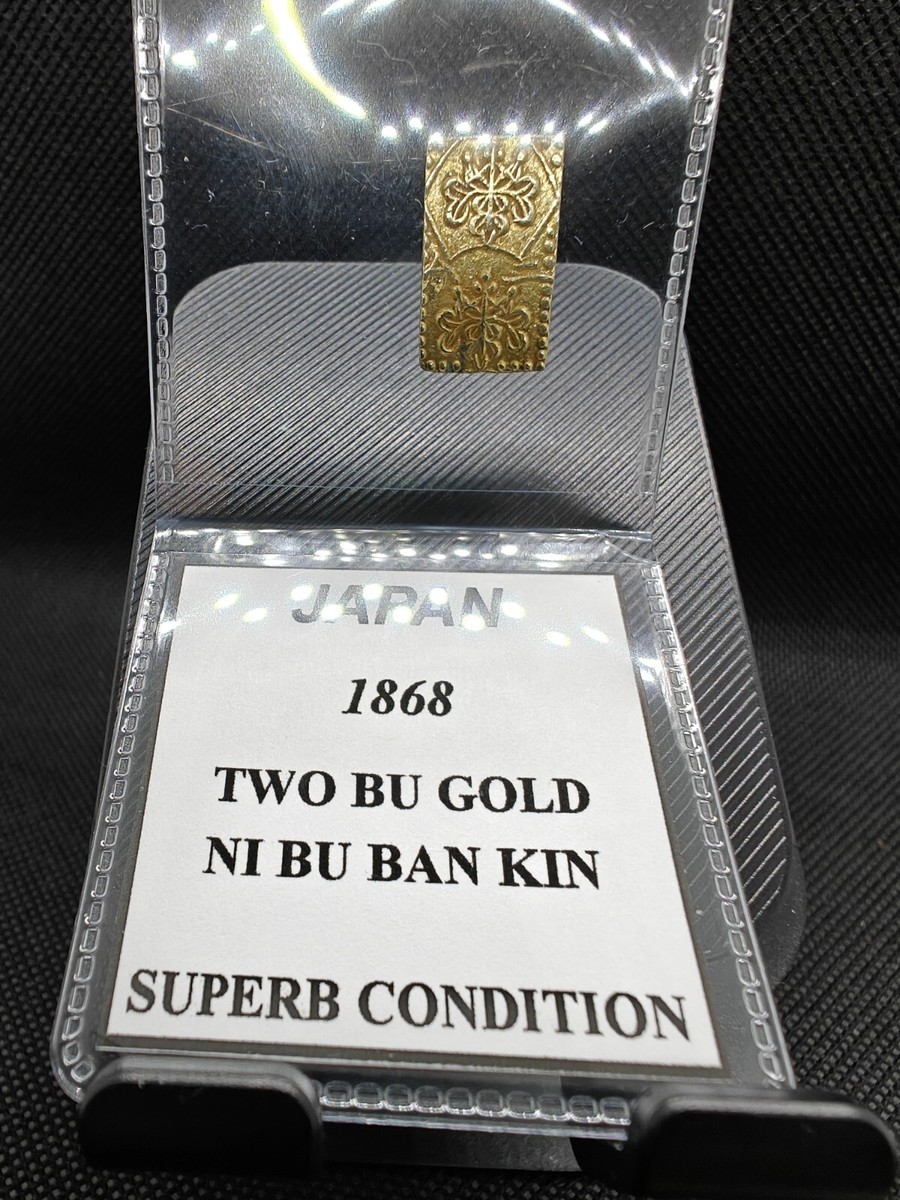 JAPAN
1868
TWO BU GOLD
NI BU BAN KIN
SUPERB CONDITION